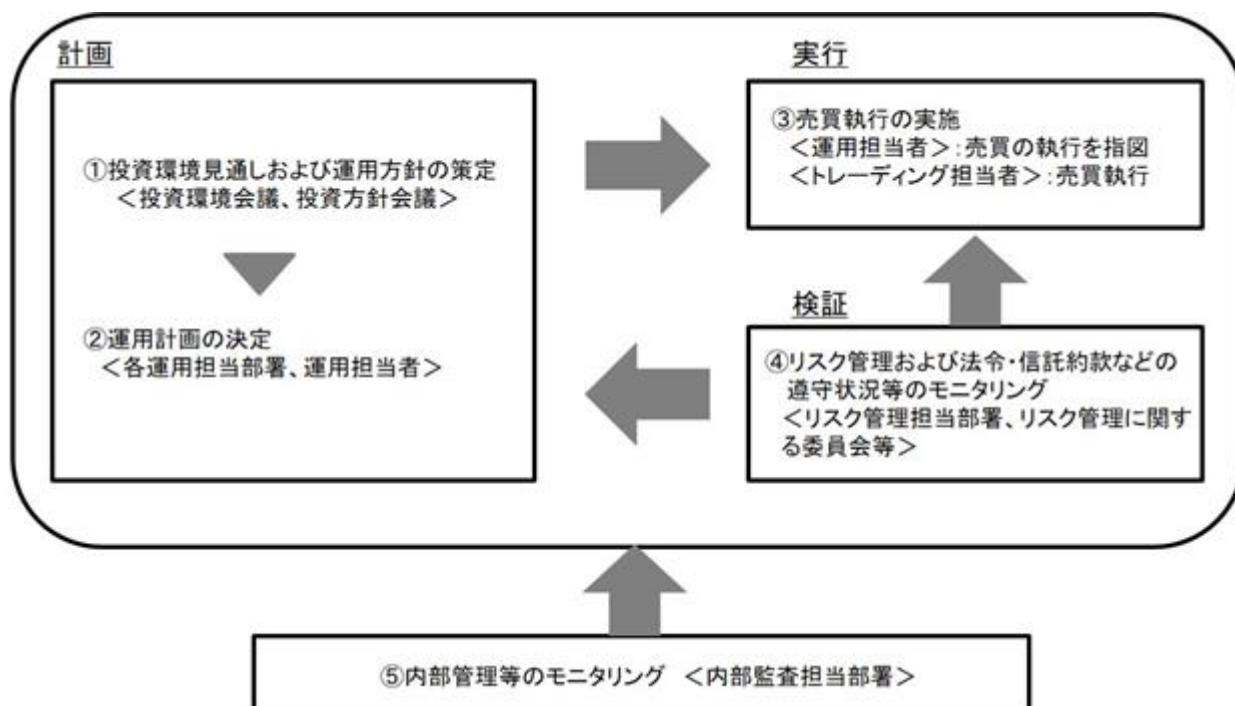 計画
①投資環境見通しおよび運用方針の策定
<投資環境会議、投資方針会議>
②運用計画の決定
<各運用担当部署、運用担当者>
実行
③売買執行の実施
<運用担当者>:売買の執行を指図
<トレーディング担当者>:売買執行
検証
④リスク管理および法令・信託約款などの
遵守状況等のモニタリング
<リスク管理担当部署、リスク管理に関す
る委員会等>
⑤内部管理等のモニタリング <内部監査担当部署>